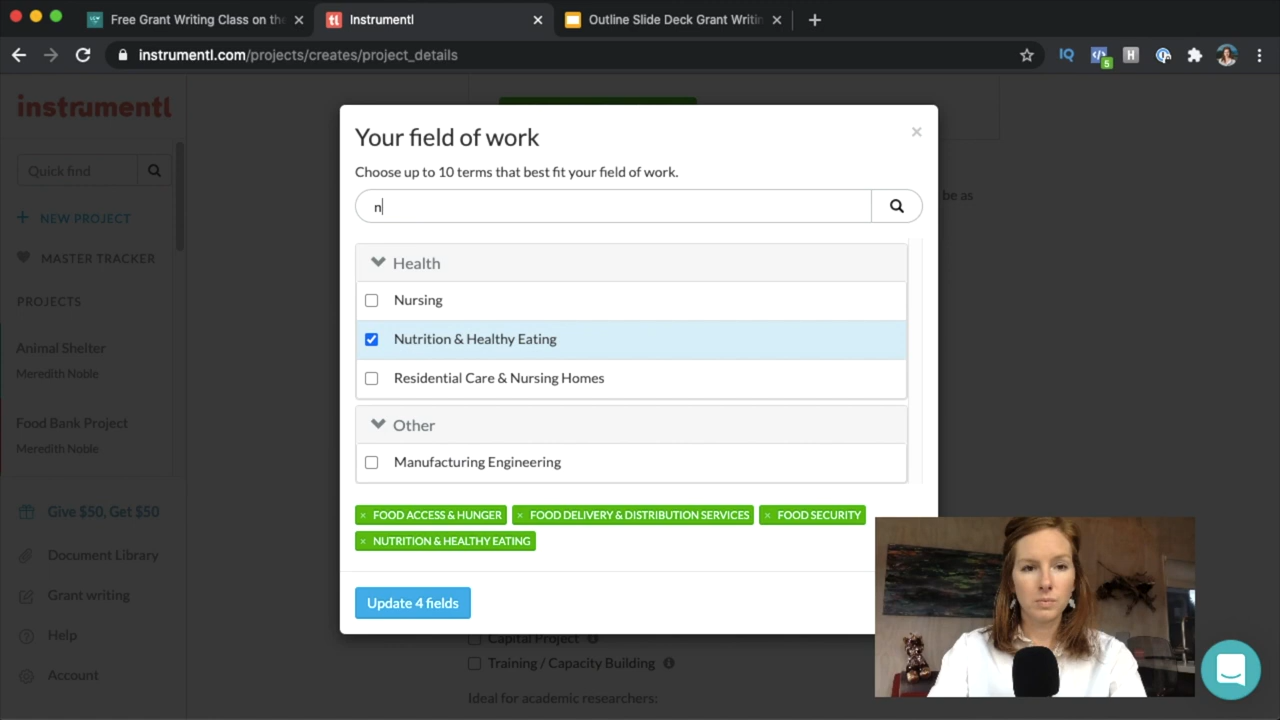 Free Grant Writing Class on the
Instrumentl
Outline Slide Deck Grant Writin
instrumentl.com/projects/creates/project_details
5
instrumentl
Quick find
NEW PROJECT
MASTER TRACKER
PROJECTS
Animal Shelter
Meredith Noble
Food Bank Project
Meredith Noble
Give $50, Get $50
Document Library
Grant writing
Help
Account
Your field of work
Choose up to 10 terms that best fit your field of work.
n
Health
Nursing
Nutrition & Healthy Eating
Residential Care & Nursing Homes
Other
Manufacturing Engineering
× FOOD ACCESS & HUNGER × FOOD DELIVERY & DISTRIBUTION SERVICES × FOOD SECURITY
× NUTRITION & HEALTHY EATING
Update 4 fields
be as
Capital Project
Training / Capacity Building
Ideal for academic researchers: